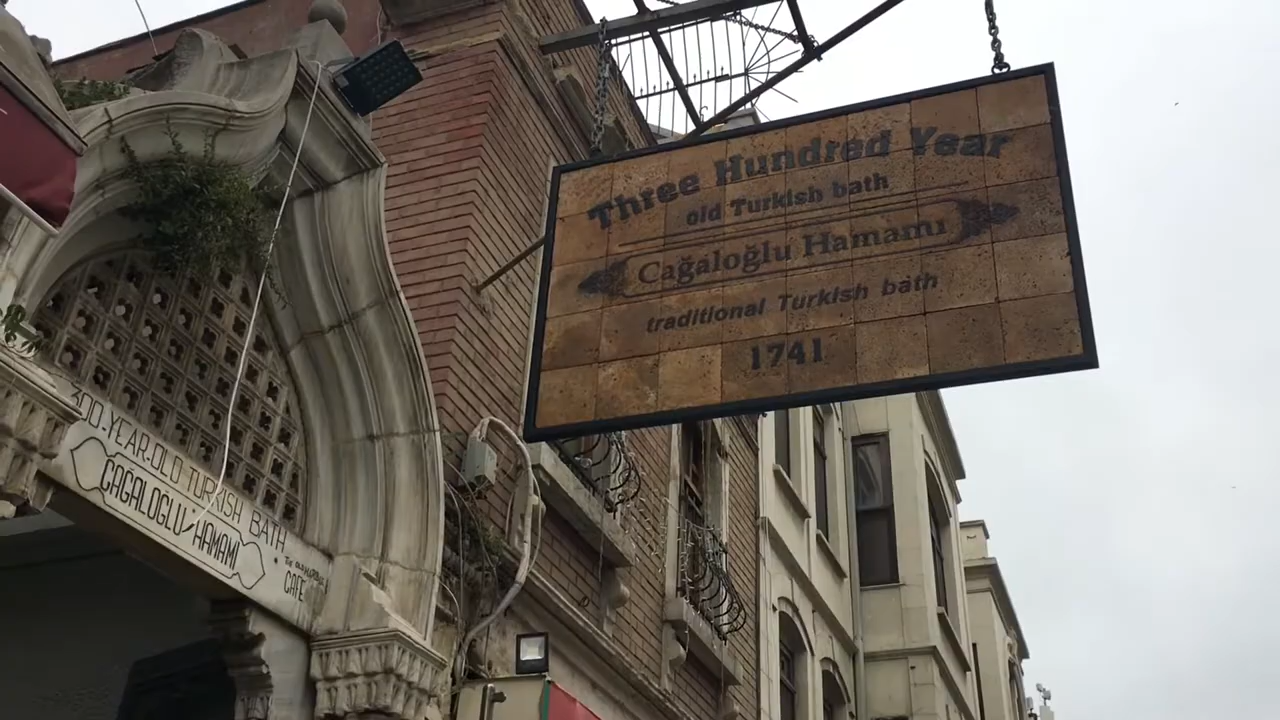 Three Hundred Year
old Turkish bath
Cağaloğlu Hamamı
traditional Turkish bath
1741
300-YEAR-OLD TURKISH BATH
CAĞALOĞLU HAMAMI
CAFE